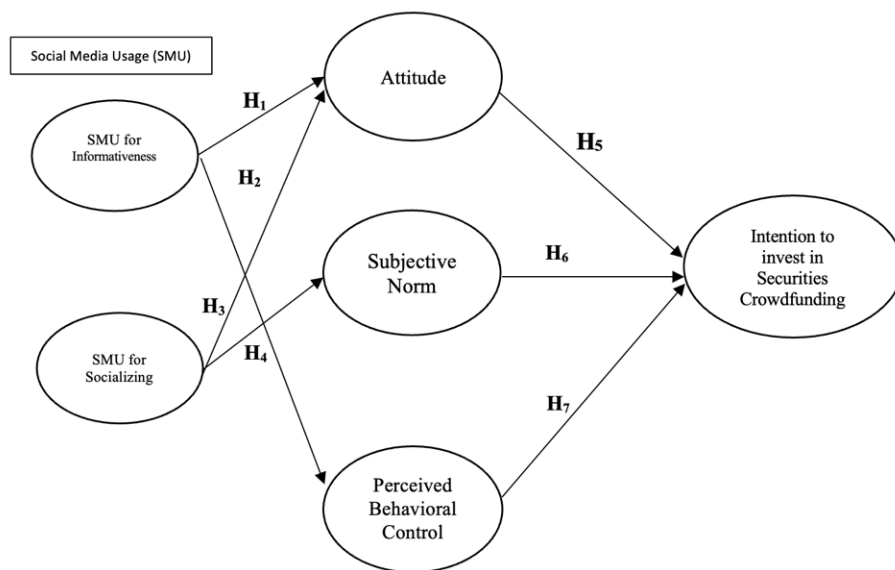 Social Media Usage (SMU)
SMU for
Informativeness
SMU for
Socializing
H₁
H₂
H₃
H₄
Attitude
Subjective
Norm
Perceived
Behavioral
Control
H₅
H₆
H₇
Intention to
invest in
Securities
Crowdfunding